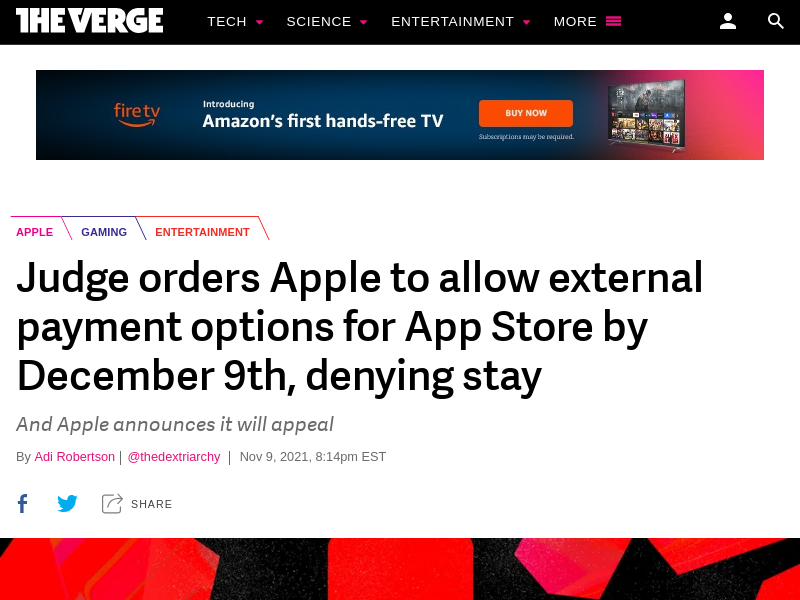 THE VERGE
TECH SCIENCE ENTERTAINMENT MORE
fire tv
Introducing
Amazon's first hands-free TV
BUY NOW
Subscriptions may be required.
APPLE GAMING ENTERTAINMENT
Judge orders Apple to allow external
payment options for App Store by
December 9th, denying stay
And Apple announces it will appeal
By Adi Robertson | @thedextriarchy | Nov 9, 2021, 8:14pm EST
SHARE